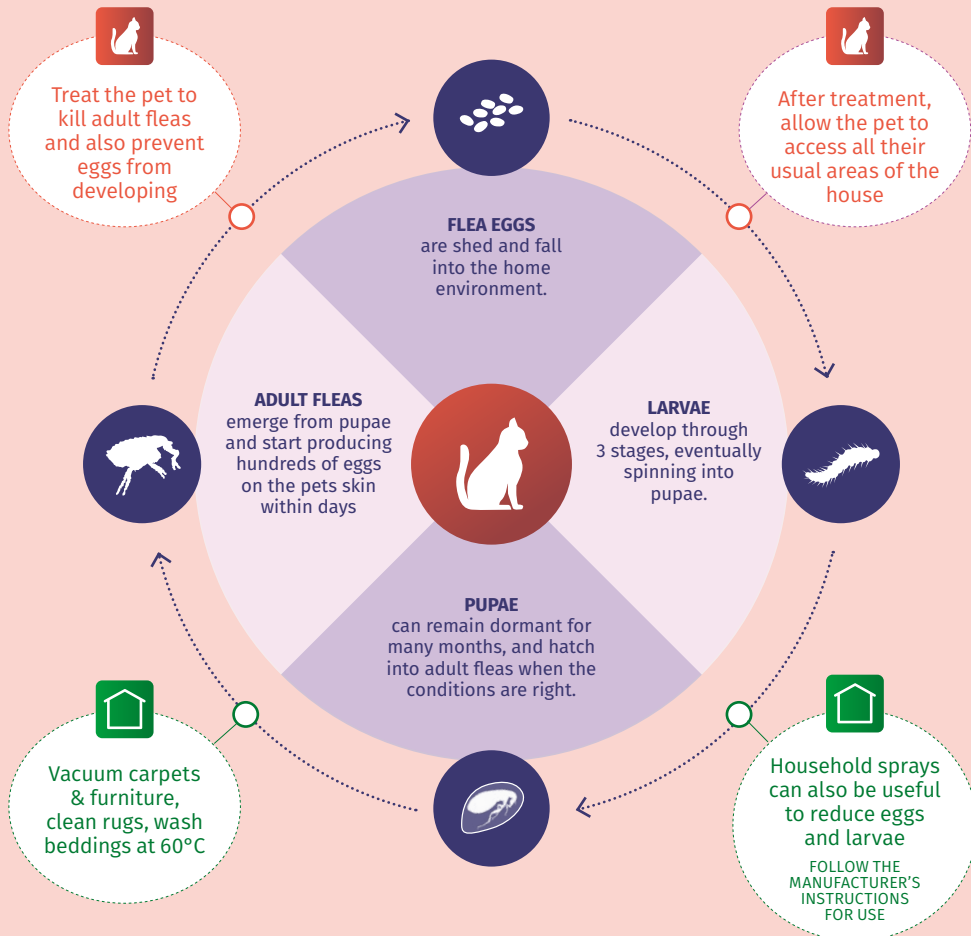 Treat the pet to
kill adult fleas
and also prevent
eggs from
developing
After treatment,
allow the pet to
access all their
usual areas of the
house
FLEA EGGS
are shed and fall
into the home
environment.
ADULT FLEAS
emerge from pupae
and start producing
hundreds of eggs
on the pets skin
within days
LARVAE
develop through
3 stages, eventually
spinning into
pupae.
PUPAE
can remain dormant for
many months, and hatch
into adult fleas when the
conditions are right.
Vacuum carpets
& furniture,
clean rugs, wash
beddings at 60°C
Household sprays
can also be useful
to reduce eggs
and larvae
FOLLOW THE
MANUFACTURER'S
INSTRUCTIONS
FOR USE